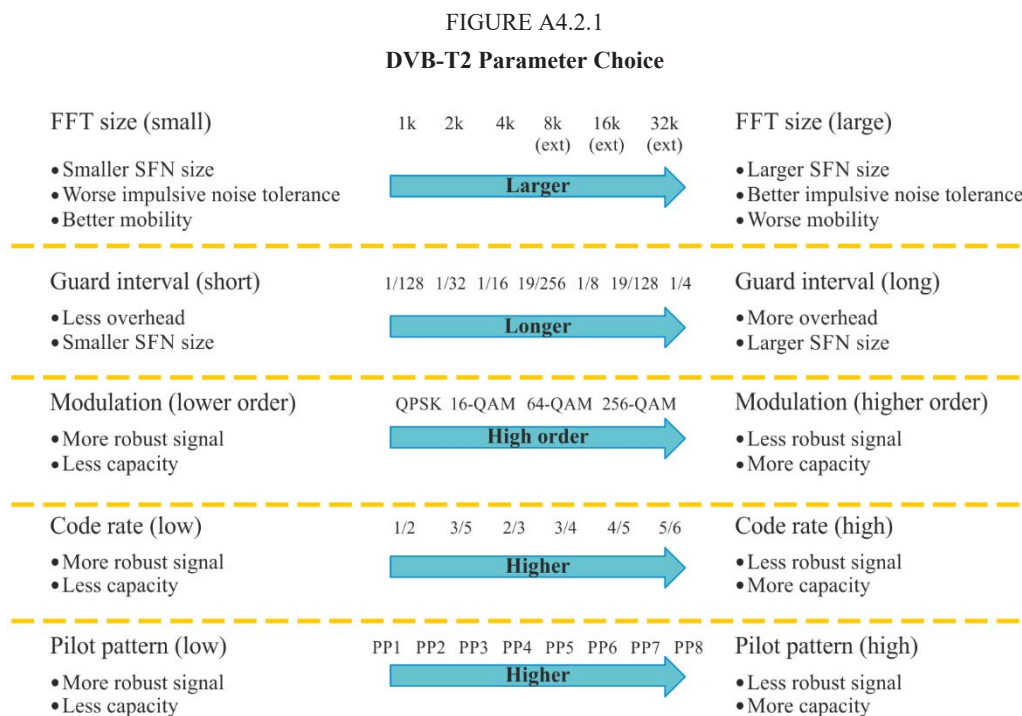 FIGURE A4.2.1
DVB-T2 Parameter Choice
FFT size (small)
• Smaller SFN size
• Worse impulsive noise tolerance
• Better mobility
1k 2k 4k 8k 16k 32k
(ext) (ext) (ext)
Larger
FFT size (large)
• Larger SFN size
• Better impulsive noise tolerance
• Worse mobility
Guard interval (short)
• Less overhead
• Smaller SFN size
1/128 1/32 1/16 19/256 1/8 19/128 1/4
Longer
Guard interval (long)
• More overhead
• Larger SFN size
Modulation (lower order)
• More robust signal
• Less capacity
QPSK 16-QAM 64-QAM 256-QAM
High order
Modulation (higher order)
• Less robust signal
• More capacity
Code rate (low)
• More robust signal
• Less capacity
1/2 3/5 2/3 3/4 4/5 5/6
Higher
Code rate (high)
• Less robust signal
• More capacity
Pilot pattern (low)
• More robust signal
• Less capacity
PP1 PP2 PP3 PP4 PP5 PP6 PP7 PP8
Higher
Pilot pattern (high)
• Less robust signal
• More capacity